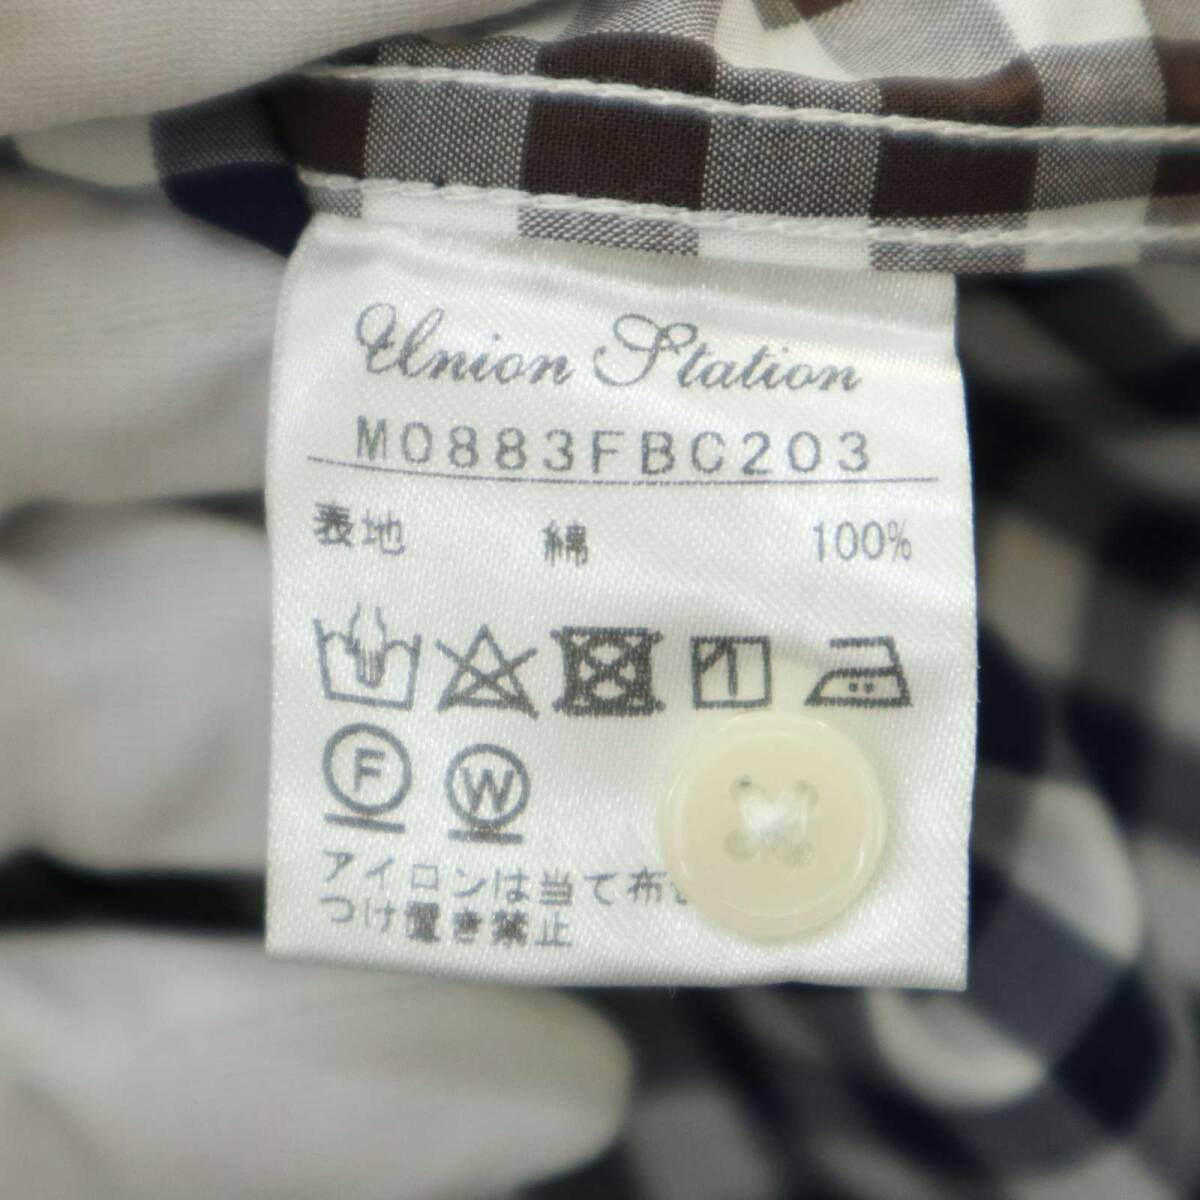 Union Station
M0883FBC203
表地 綿 100%
F W
アイロンは当て布
つけ置き禁止